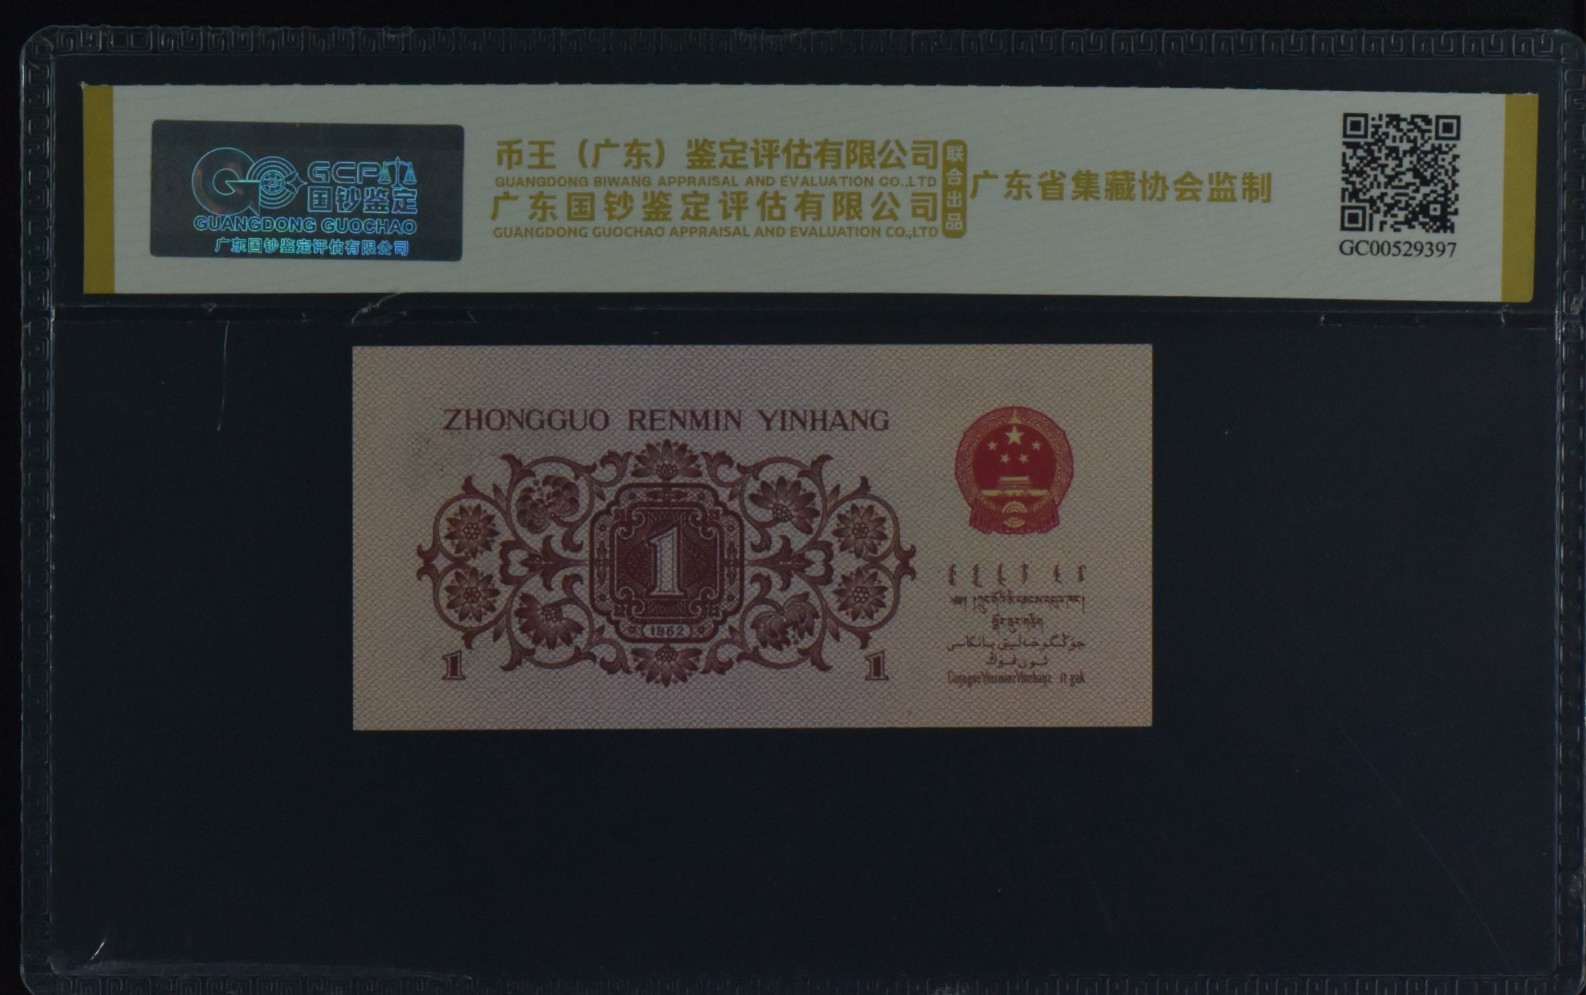 GCPA
国钞鉴定
GUANGDONG GUOCHAO
广东国钞鉴定评估有限公司
币王（广东）鉴定评估有限公司
GUANGDONG BIWANG APPRAISAL AND EVALUATION CO.,LTD
广东国钞鉴定评估有限公司
GUANGDONG GUOCHAO APPRAISAL AND EVALUATION CO.,LTD
联合出品
广东省集藏协会监制
GC00529397
ZHONGGUO RENMIN YINHANG
1
1962
1
1